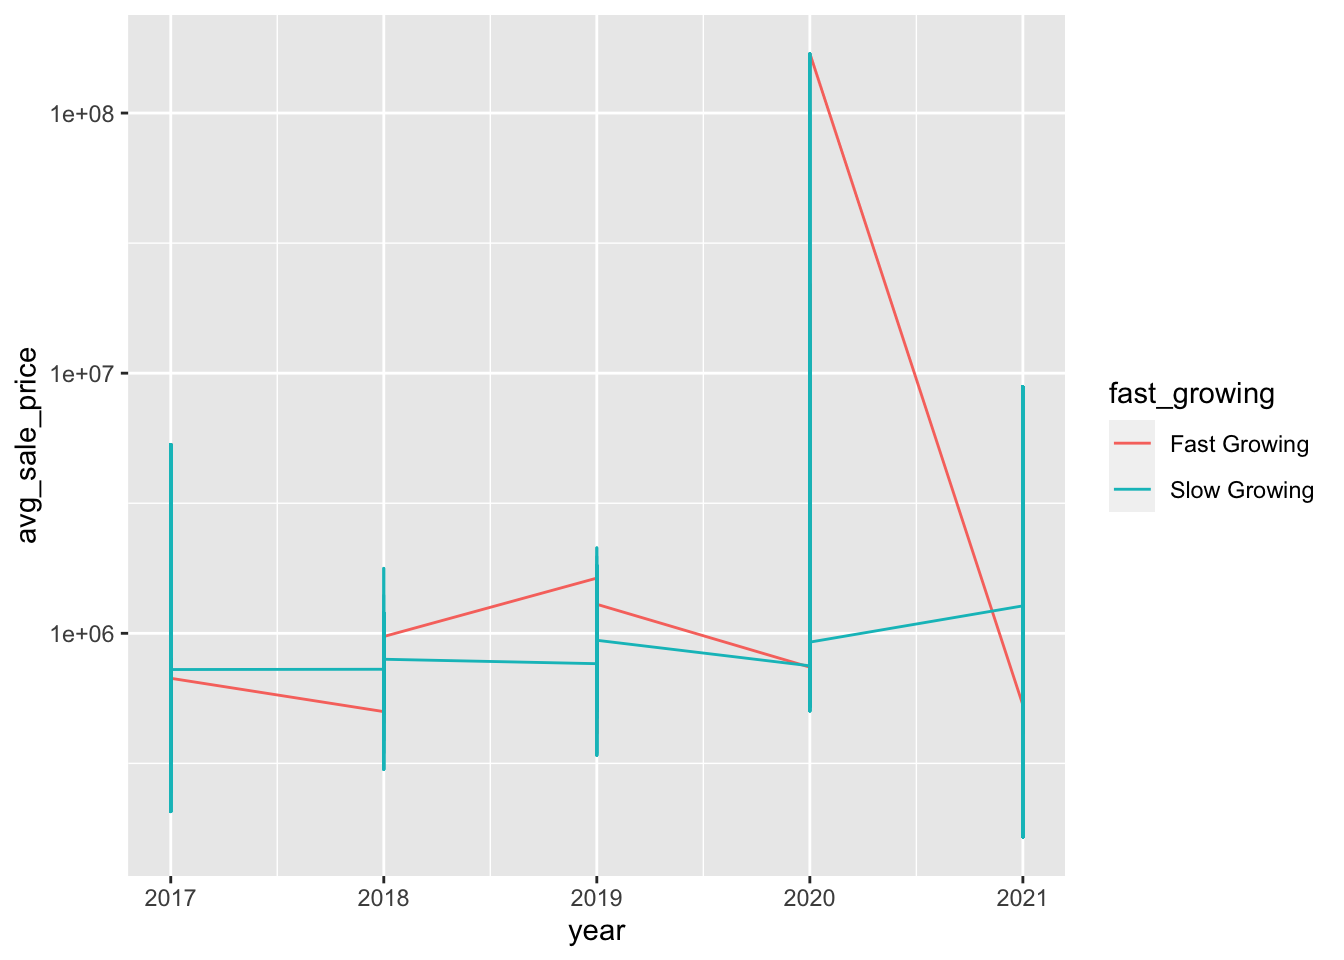 avg_sale_price
1e+08
1e+07
1e+06
2017 2018 2019 2020 2021
year
fast_growing
Fast Growing
Slow Growing